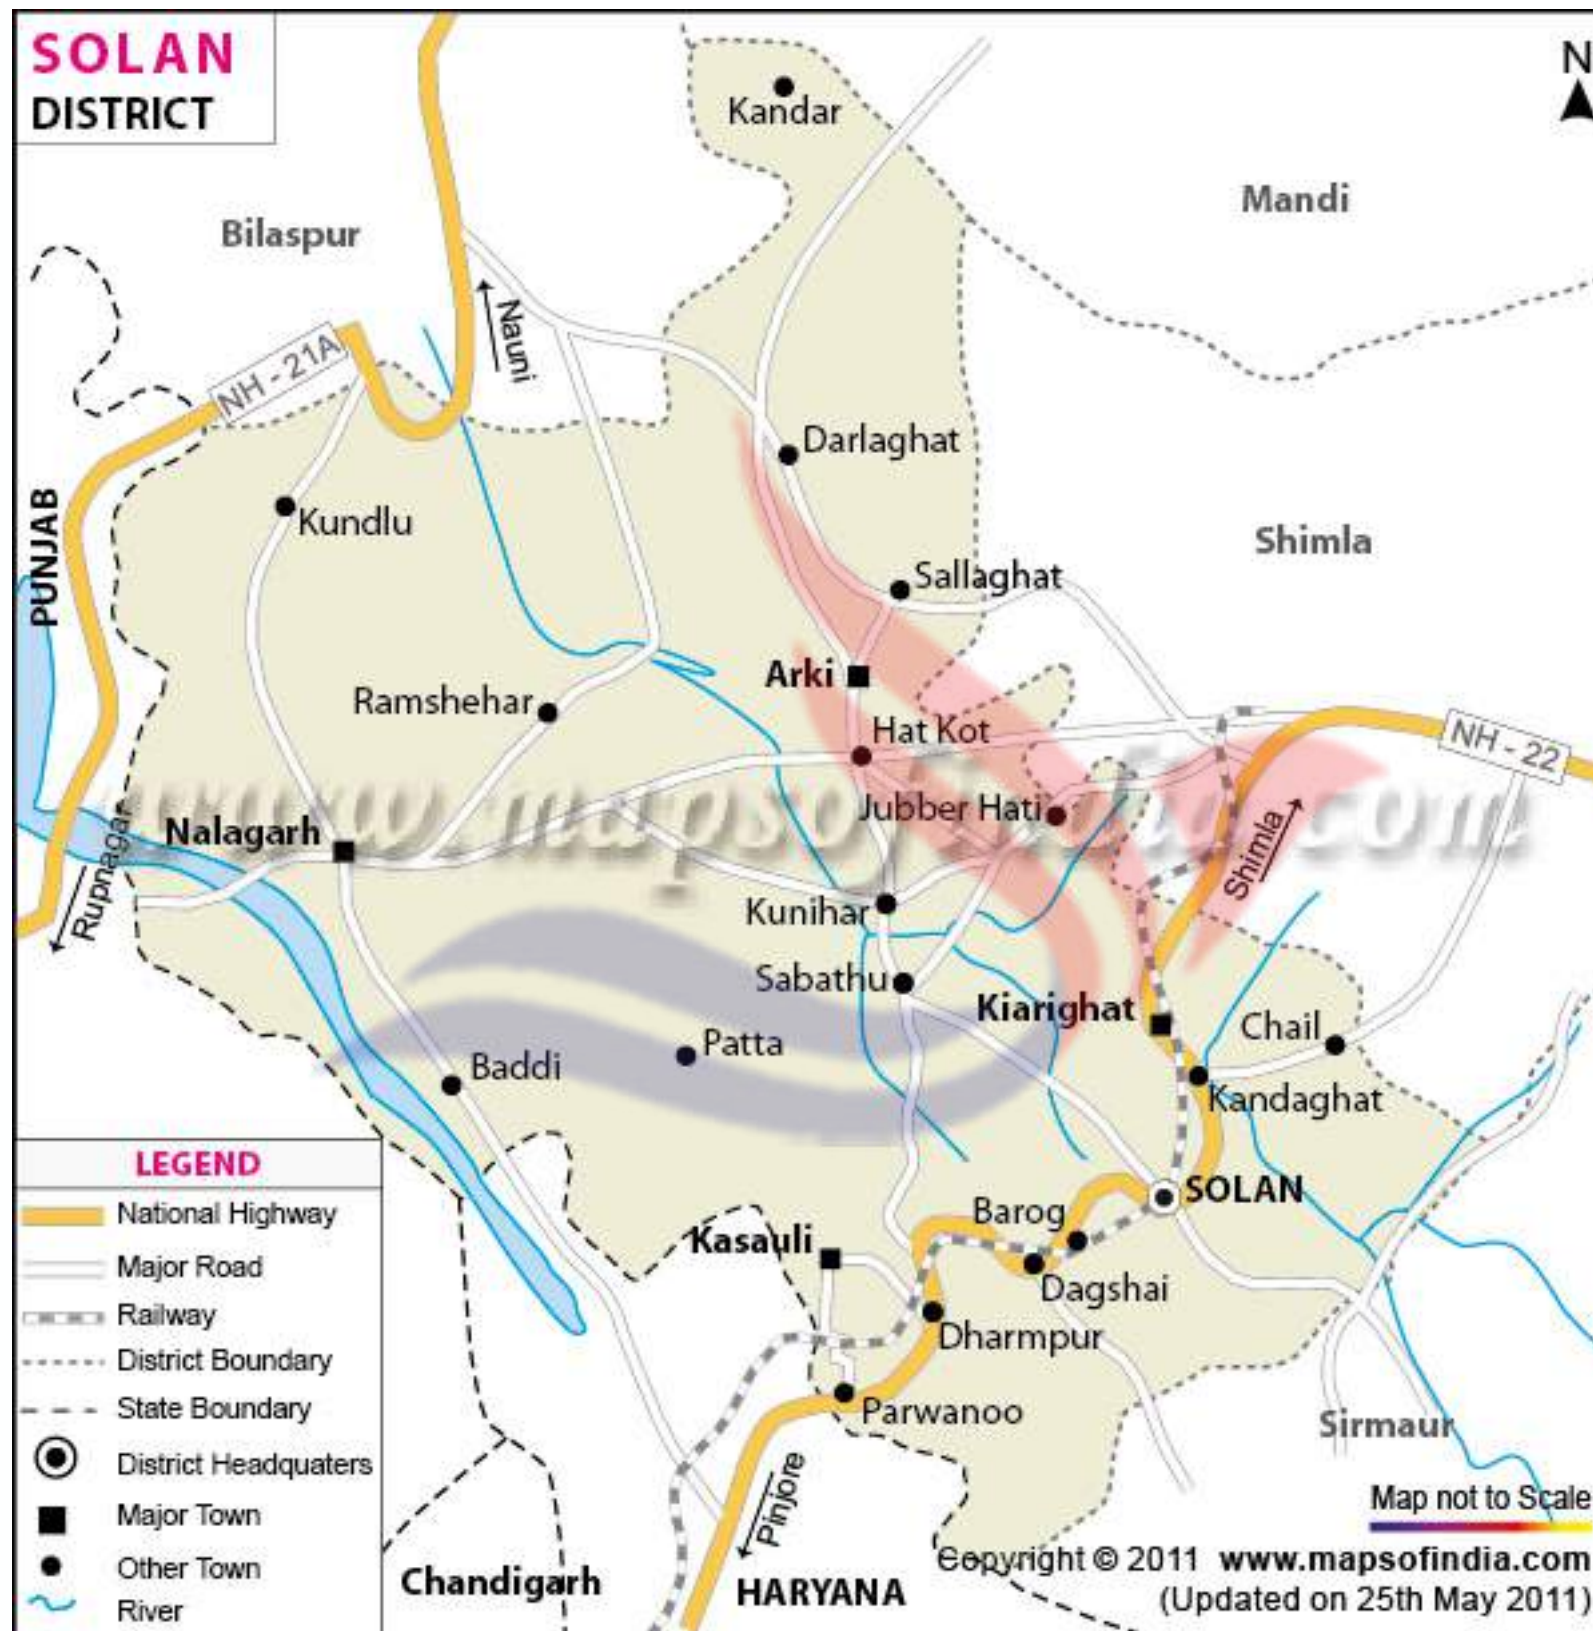 SOLAN
DISTRICT
N
Kandar
Mandi
Bilaspur
Nauni
NH - 21A
Darlaghat
PUNJAB
Kundlu
Shimla
Sallaghat
Arki
Ramshehar
Hat Kot
NH - 22
www.mapsofindia.com
Jubber Hati
Nalagarh
Shimla
Rupnagar
Kunihar
Sabathu
Kiarighat
Chail
Patta
Baddi
Kandaghat
SOLAN
Barog
Kasauli
Dagshai
Dharmpur
Parwanoo
Sirmaur
Pinjore
Chandigarh
HARYANA
LEGEND
National Highway
Major Road
Railway
District Boundary
State Boundary
District Headquaters
Major Town
Other Town
River
Map not to Scale
Copyright © 2011 www.mapsofindia.com
(Updated on 25th May 2011)